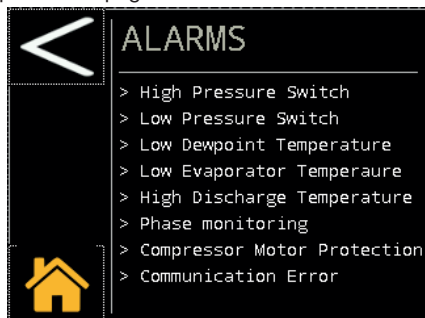 ALARMS
> High Pressure Switch
> Low Pressure Switch
> Low Dewpoint Temperature
> Low Evaporator Temperaure
> High Discharge Temperature
> Phase monitoring
> Compressor Motor Protection
> Communication Error